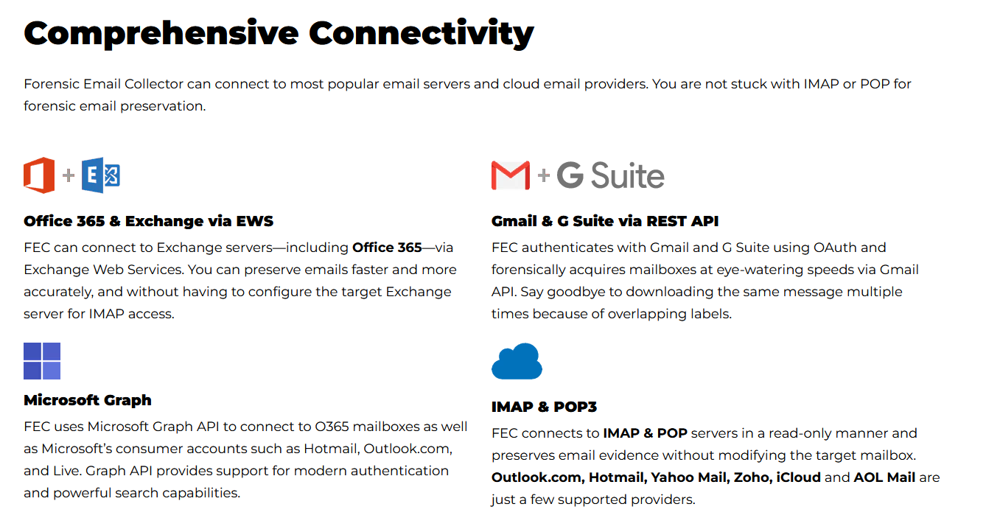 Comprehensive Connectivity
Forensic Email Collector can connect to most popular email servers and cloud email providers. You are not stuck with IMAP or POP for
forensic email preservation.
+ E
M + G Suite
Office 365 & Exchange via EWS
FEC can connect to Exchange servers—including Office 365—via
Exchange Web Services. You can preserve emails faster and more
accurately, and without having to configure the target Exchange
server for IMAP access.
Gmail & G Suite via REST API
FEC authenticates with Gmail and G Suite using OAuth and
forensically acquires mailboxes at eye-watering speeds via Gmail
API. Say goodbye to downloading the same message multiple
times because of overlapping labels.
Microsoft Graph
FEC uses Microsoft Graph API to connect to O365 mailboxes as well
as Microsoft’s consumer accounts such as Hotmail, Outlook.com,
and Live. Graph API provides support for modern authentication
and powerful search capabilities.
IMAP & POP3
FEC connects to IMAP & POP servers in a read-only manner and
preserves email evidence without modifying the target mailbox.
Outlook.com, Hotmail, Yahoo Mail, Zoho, iCloud and AOL Mail are
just a few supported providers.